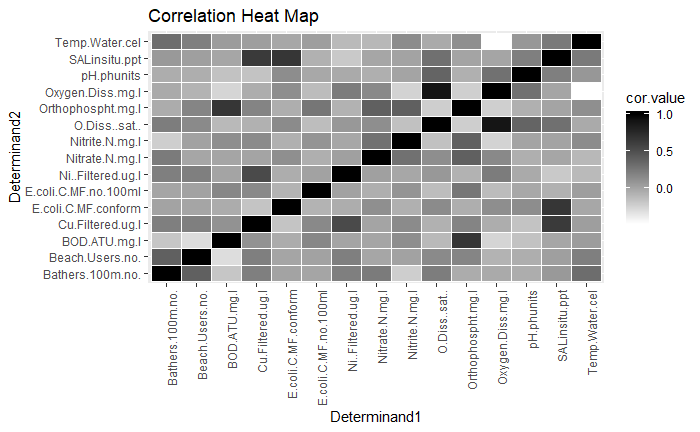 Correlation Heat Map
Determinand2
Temp.Water.cel
SALinsitu.ppt
pH.phunits
Oxygen.Diss.mg.l
Orthophospht.mg.l
O.Diss..sat..
Nitrite.N.mg.l
Nitrate.N.mg.l
Ni..Filtered.ug.l
E.coli.C.MF.no.100ml
E.coli.C.MF.conform
Cu.Filtered.ug.l
BOD.ATU.mg.l
Beach.Users.no.
Bathers.100m.no.
Bathers.100m.no.
Beach.Users.no.
BOD.ATU.mg.l
Cu.Filtered.ug.l
E.coli.C.MF.conform
E.coli.C.MF.no.100ml
Ni..Filtered.ug.l
Nitrate.N.mg.l
Nitrite.N.mg.l
O.Diss..sat..
Orthophospht.mg.l
Oxygen.Diss.mg.l
pH.phunits
SALinsitu.ppt
Temp.Water.cel
Determinand1
cor.value
1.0
0.5
0.0